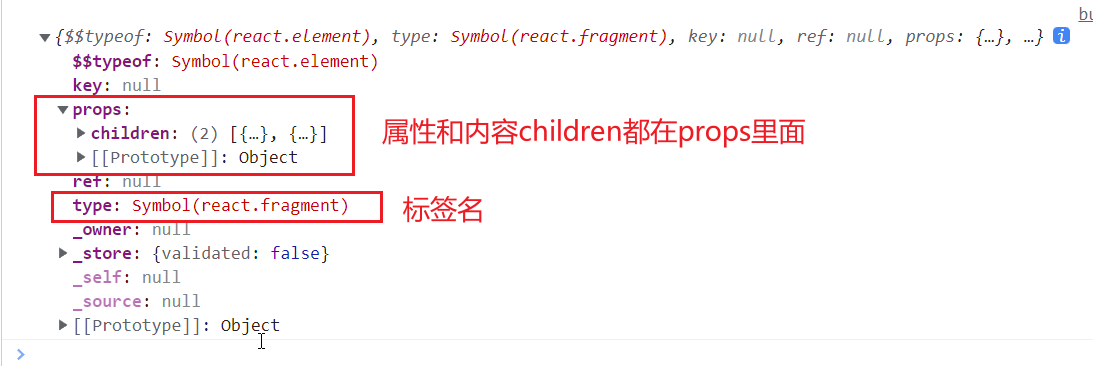 bu
{$$typeof: Symbol(react.element), type: Symbol(react.fragment), key: null, ref: null, props: {…}, …} i
$$typeof: Symbol(react.element)
key: null
props:
children: (2) [{…}, {…}]
属性和内容children都在props里面
[[Prototype]]: Object
ref: null
type: Symbol(react.fragment)
标签名
_owner: null
_store: {validated: false}
_self: null
_source: null
[[Prototype]]: Object